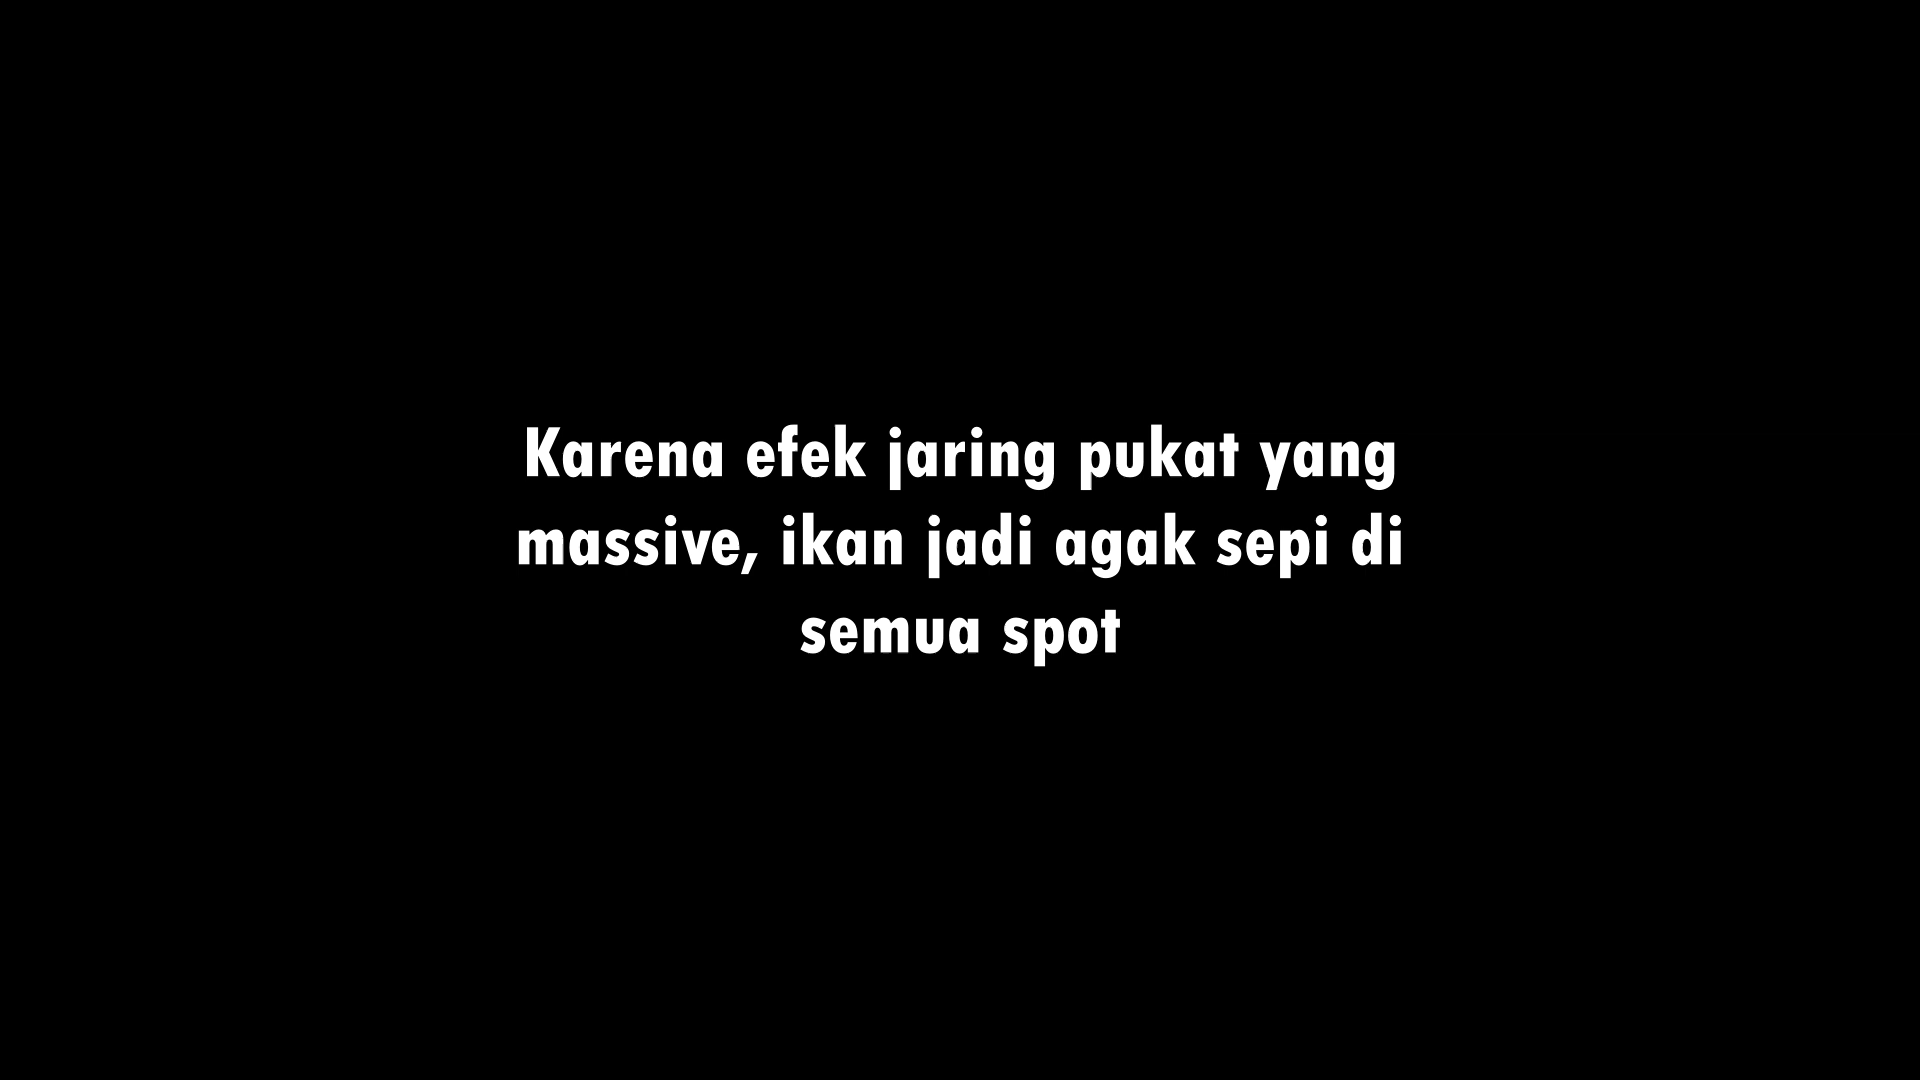 Karena efek jaring pukat yang
massive, ikan jadi agak sepi di
semua spot